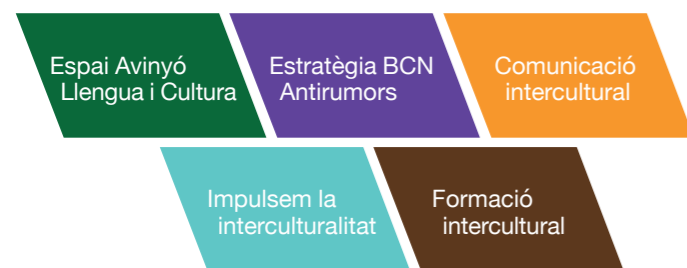 Espai Avinyó
Llengua i Cultura
Estratègia BCN
Antirumors
Comunicació
intercultural
Impulsem la
interculturalitat
Formació
intercultural